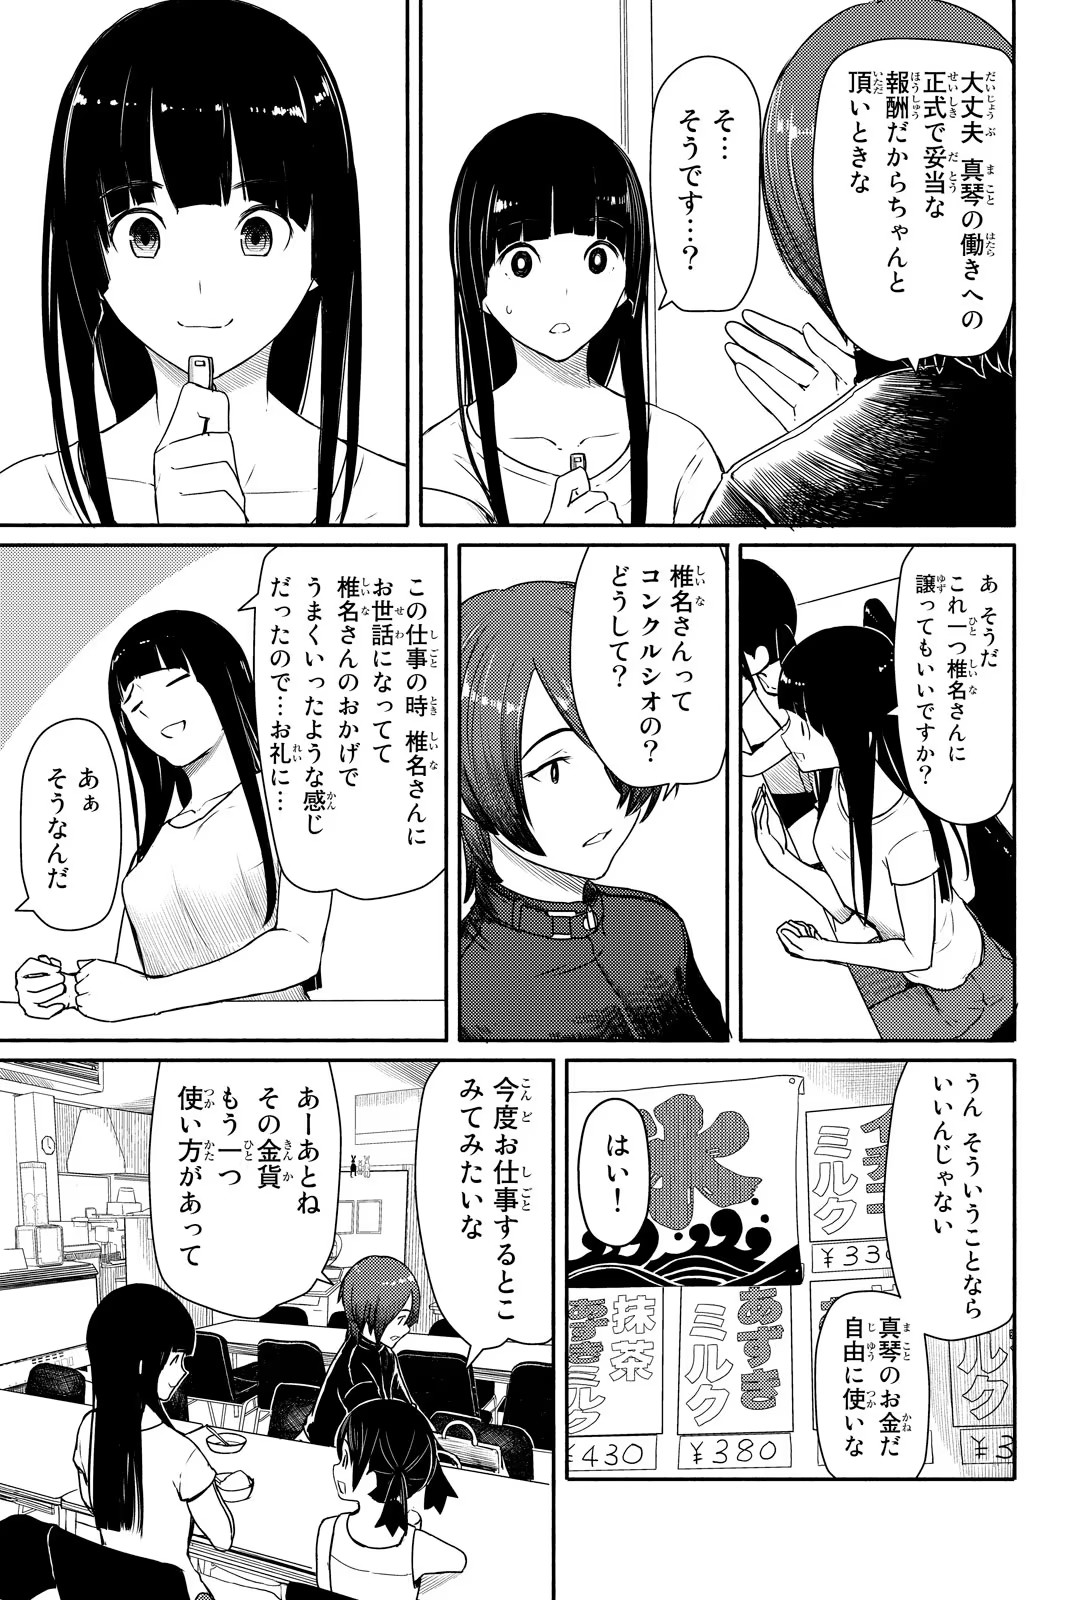 大丈夫 真琴の働きへの
正式で妥当な
報酬だからちゃんと
頂いときな
そ…
そうです…?
あ そうだ
これ一つ椎名さんに
譲ってもいいですか?
椎名さんって
コンクルシオの?
どうして?
この仕事の時 椎名さんに
お世話になってて
椎名さんのおかげで
うまくいったような感じ
だったので…お礼に…
あぁ
そうなんだ
うん そういうことなら
いいんじゃない
真琴のお金だ
自由に使いな
はい!
氷
ミルク
¥330
抹茶
あずきミルク
¥430
あずき
ミルク
¥380
ミルク
¥3
今度お仕事するとこ
みてみたいな
あーあとね
その金貨
もう一つ
使い方があって